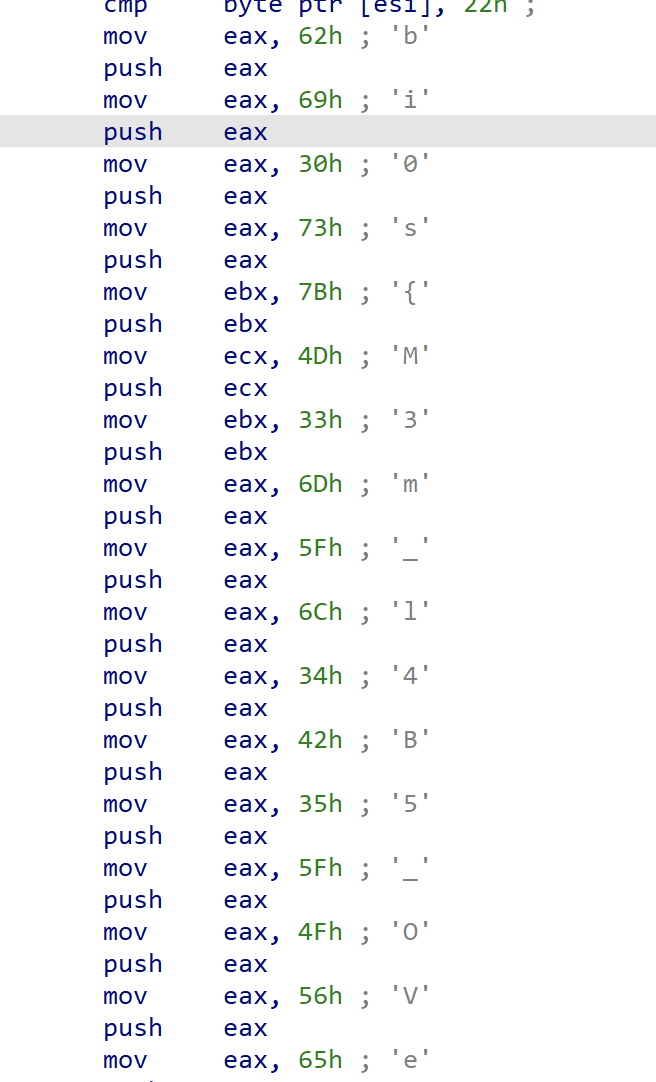 cmp byte ptr [esi], 22h ;
mov eax, 62h ; 'b'
push eax
mov eax, 69h ; 'i'
push eax
mov eax, 30h ; '0'
push eax
mov eax, 73h ; 's'
push eax
mov ebx, 7Bh ; '{'
push ebx
mov ecx, 4Dh ; 'M'
push ecx
mov ebx, 33h ; '3'
push ebx
mov eax, 6Dh ; 'm'
push eax
mov eax, 5Fh ; '_'
push eax
mov eax, 6Ch ; 'l'
push eax
mov eax, 34h ; '4'
push eax
mov eax, 42h ; 'B'
push eax
mov eax, 35h ; '5'
push eax
mov eax, 5Fh ; '_'
push eax
mov eax, 4Fh ; 'O'
push eax
mov eax, 56h ; 'V'
push eax
mov eax, 65h ; 'e'